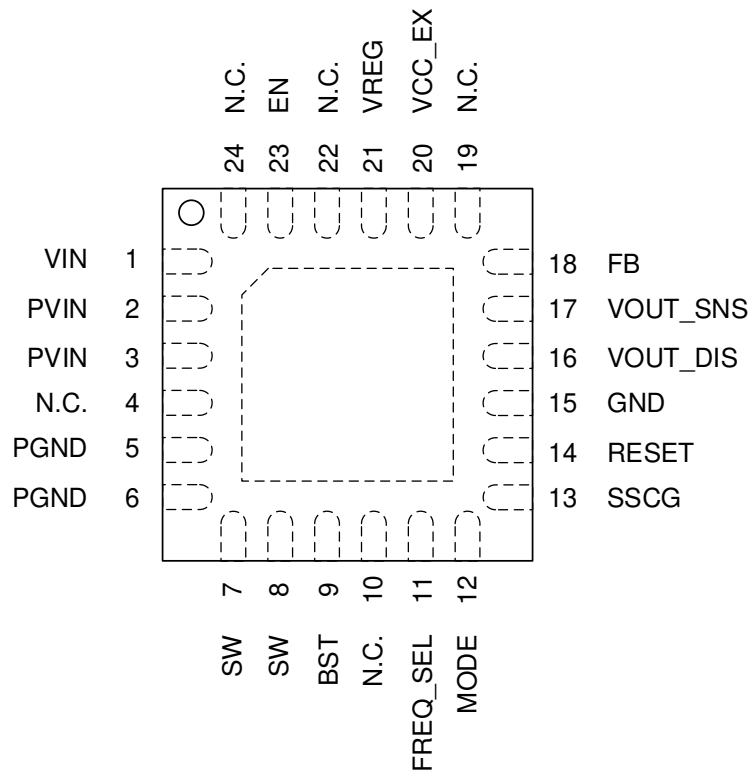 N.C.
EN
N.C.
VREG
VCC_EX
N.C.
24
23
22
21
20
19
VIN 1
PVIN 2
PVIN 3
N.C. 4
PGND 5
PGND 6
18 FB
17 VOUT_SNS
16 VOUT_DIS
15 GND
14 RESET
13 SSCG
7
8
9
10
11
12
SW
SW
BST
N.C.
FREQ_SEL
MODE